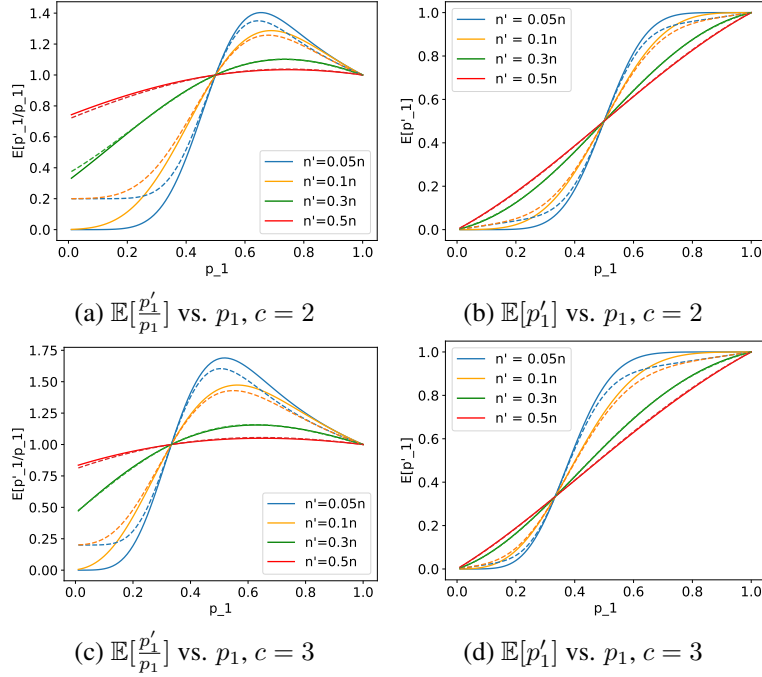 1.4
1.2
1.0
0.8
0.6
0.4
0.2
0.0
E[p'_1/p_1]
n'=0.05n
n'=0.1n
n'=0.3n
n'=0.5n
0.0 0.2 0.4 0.6 0.8 1.0
p_1
(a) 𝔼[p′₁/p₁] vs. p₁, c = 2
1.0
0.8
0.6
0.4
0.2
0.0
E[p'_1]
n' = 0.05n
n' = 0.1n
n' = 0.3n
n' = 0.5n
0.0 0.2 0.4 0.6 0.8 1.0
p_1
(b) 𝔼[p′₁] vs. p₁, c = 2
1.75
1.50
1.25
1.00
0.75
0.50
0.25
0.00
E[p'_1/p_1]
n'=0.05n
n'=0.1n
n'=0.3n
n'=0.5n
0.0 0.2 0.4 0.6 0.8 1.0
p_1
(c) 𝔼[p′₁/p₁] vs. p₁, c = 3
1.0
0.8
0.6
0.4
0.2
0.0
E[p'_1]
n' = 0.05n
n' = 0.1n
n' = 0.3n
n' = 0.5n
0.0 0.2 0.4 0.6 0.8 1.0
p_1
(d) 𝔼[p′₁] vs. p₁, c = 3